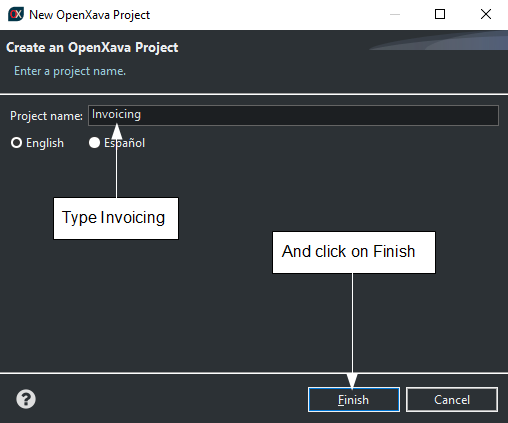 New OpenXava Project
Create an OpenXava Project
Enter a project name.
Project name: Invoicing
English Español
Type Invoicing
And click on Finish
? Finish Cancel